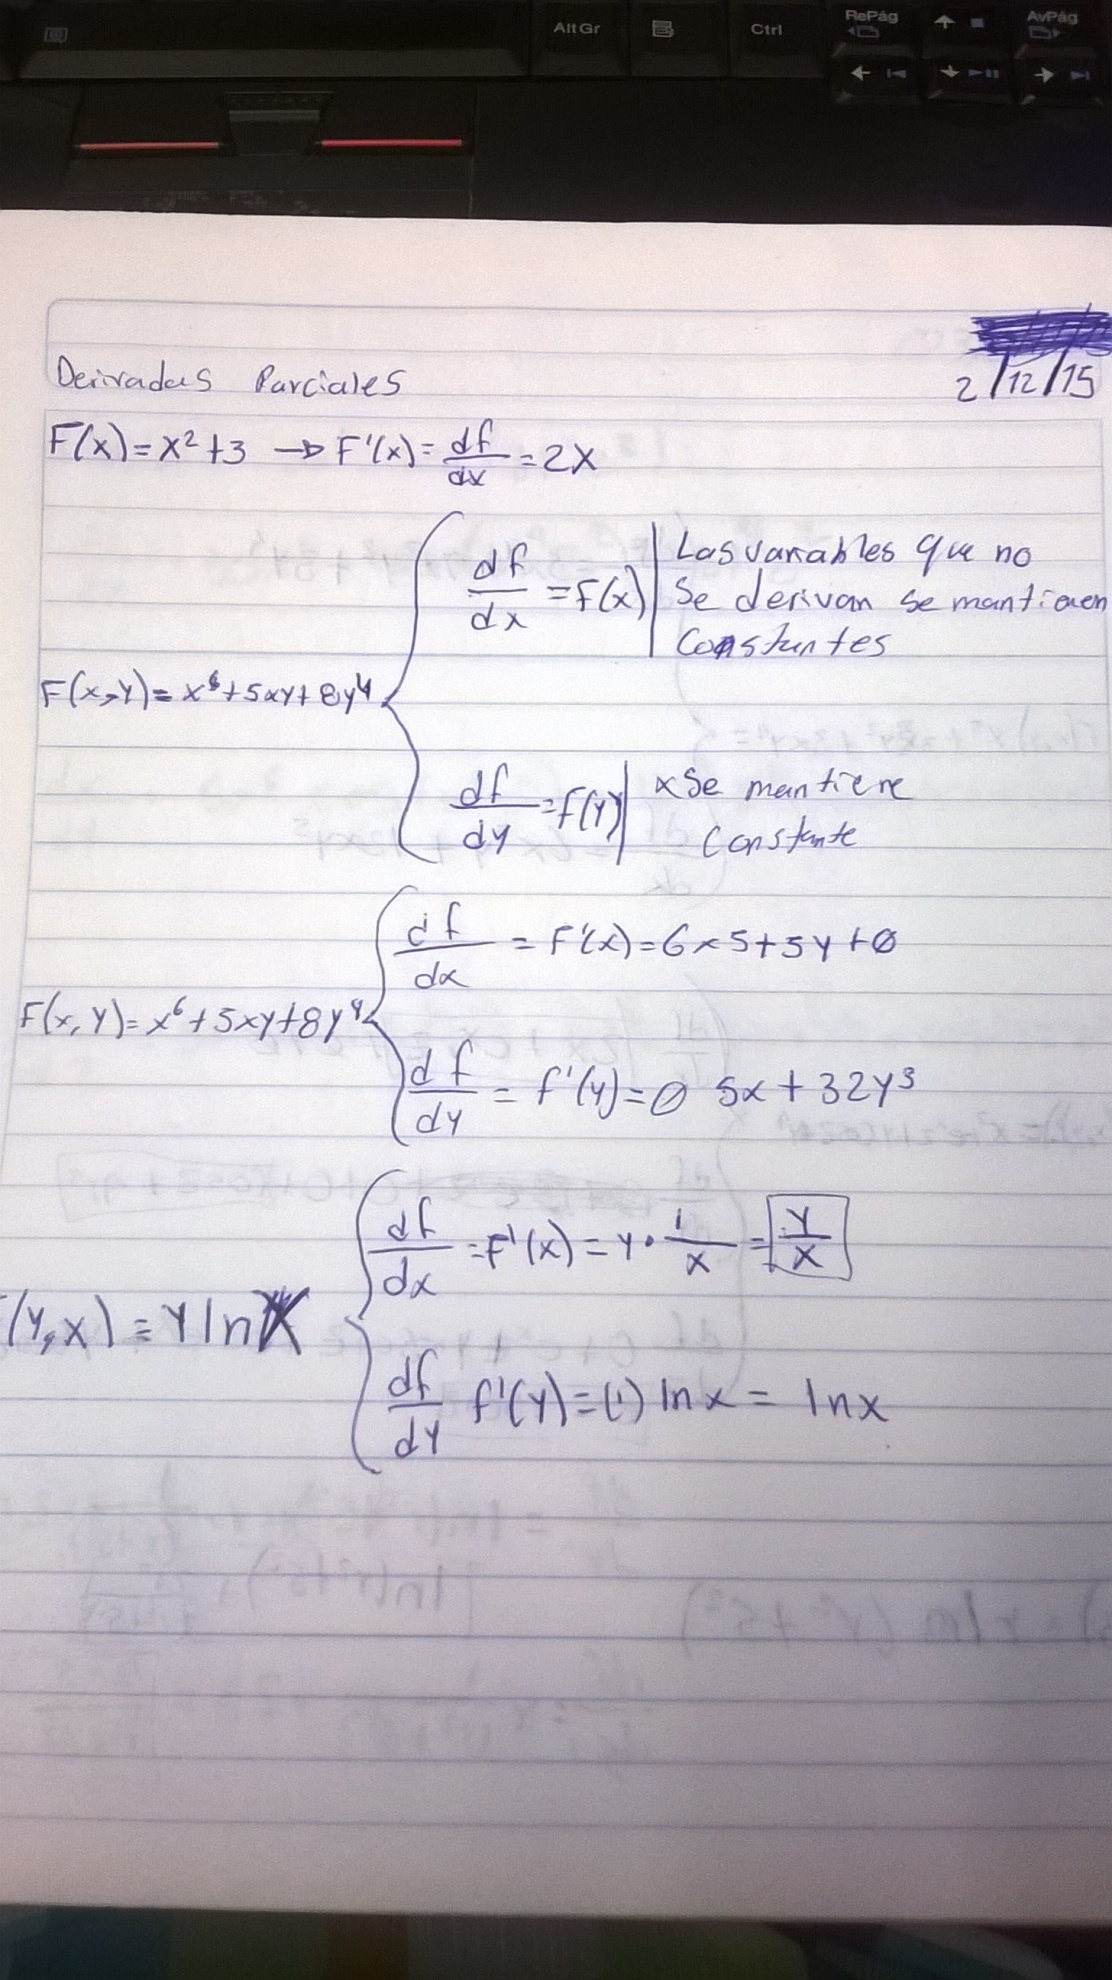 AltGr
Ctrl
RePág
AvPág
2/12/15
Derivadas Parciales
F(x)=x²+3 → F'(x)= df/dx = 2x
df/dx = F(x) | Las variables que no
se derivan se mantienen
constantes
F(x,y)= x⁶+5xy+8y⁴
df/dy = f(y) | x se mantiene
constante
df/dx = F'(x)=6x5+5y+0
F(x,y)=x⁶+5xy+8y⁴
df/dy = f'(y)=0 5x+32y³
df/dx = F'(x)=y·1/x = y/x
(y,x)=y ln x
df/dy f'(y)=(1) ln x = ln x